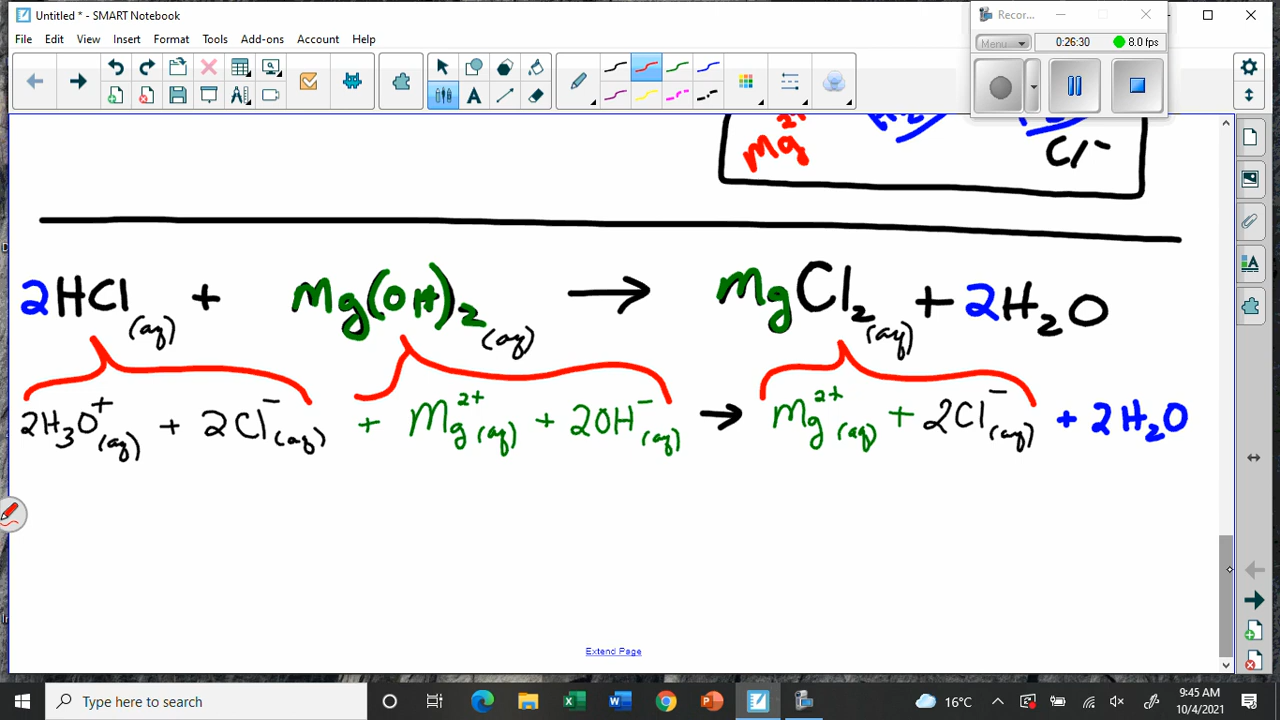 Untitled * - SMART Notebook
Recor...
File Edit View Insert Format Tools Add-ons Account Help
Menu 0:26:30 8.0 fps
Mg²⁺ Cl⁻
2HCl(aq) + Mg(OH)₂(aq) → MgCl₂(aq) + 2H₂O
2H₃O⁺(aq) + 2Cl⁻(aq) + Mg²⁺(aq) + 2OH⁻(aq) → Mg²⁺(aq) + 2Cl⁻(aq) + 2H₂O
Extend Page
Type here to search
16°C
9:45 AM
10/4/2021